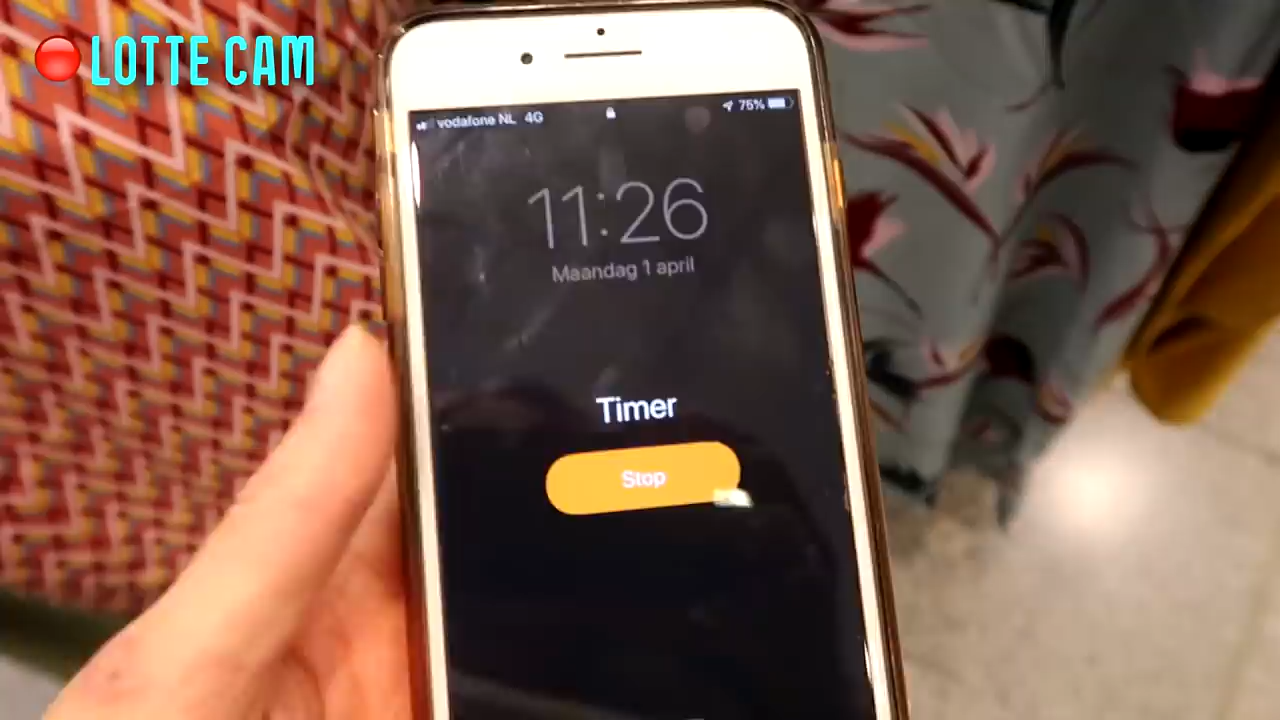 LOTTE CAM
vodafone NL 4G
75%
11:26
Maandag 1 april
Timer
Stop